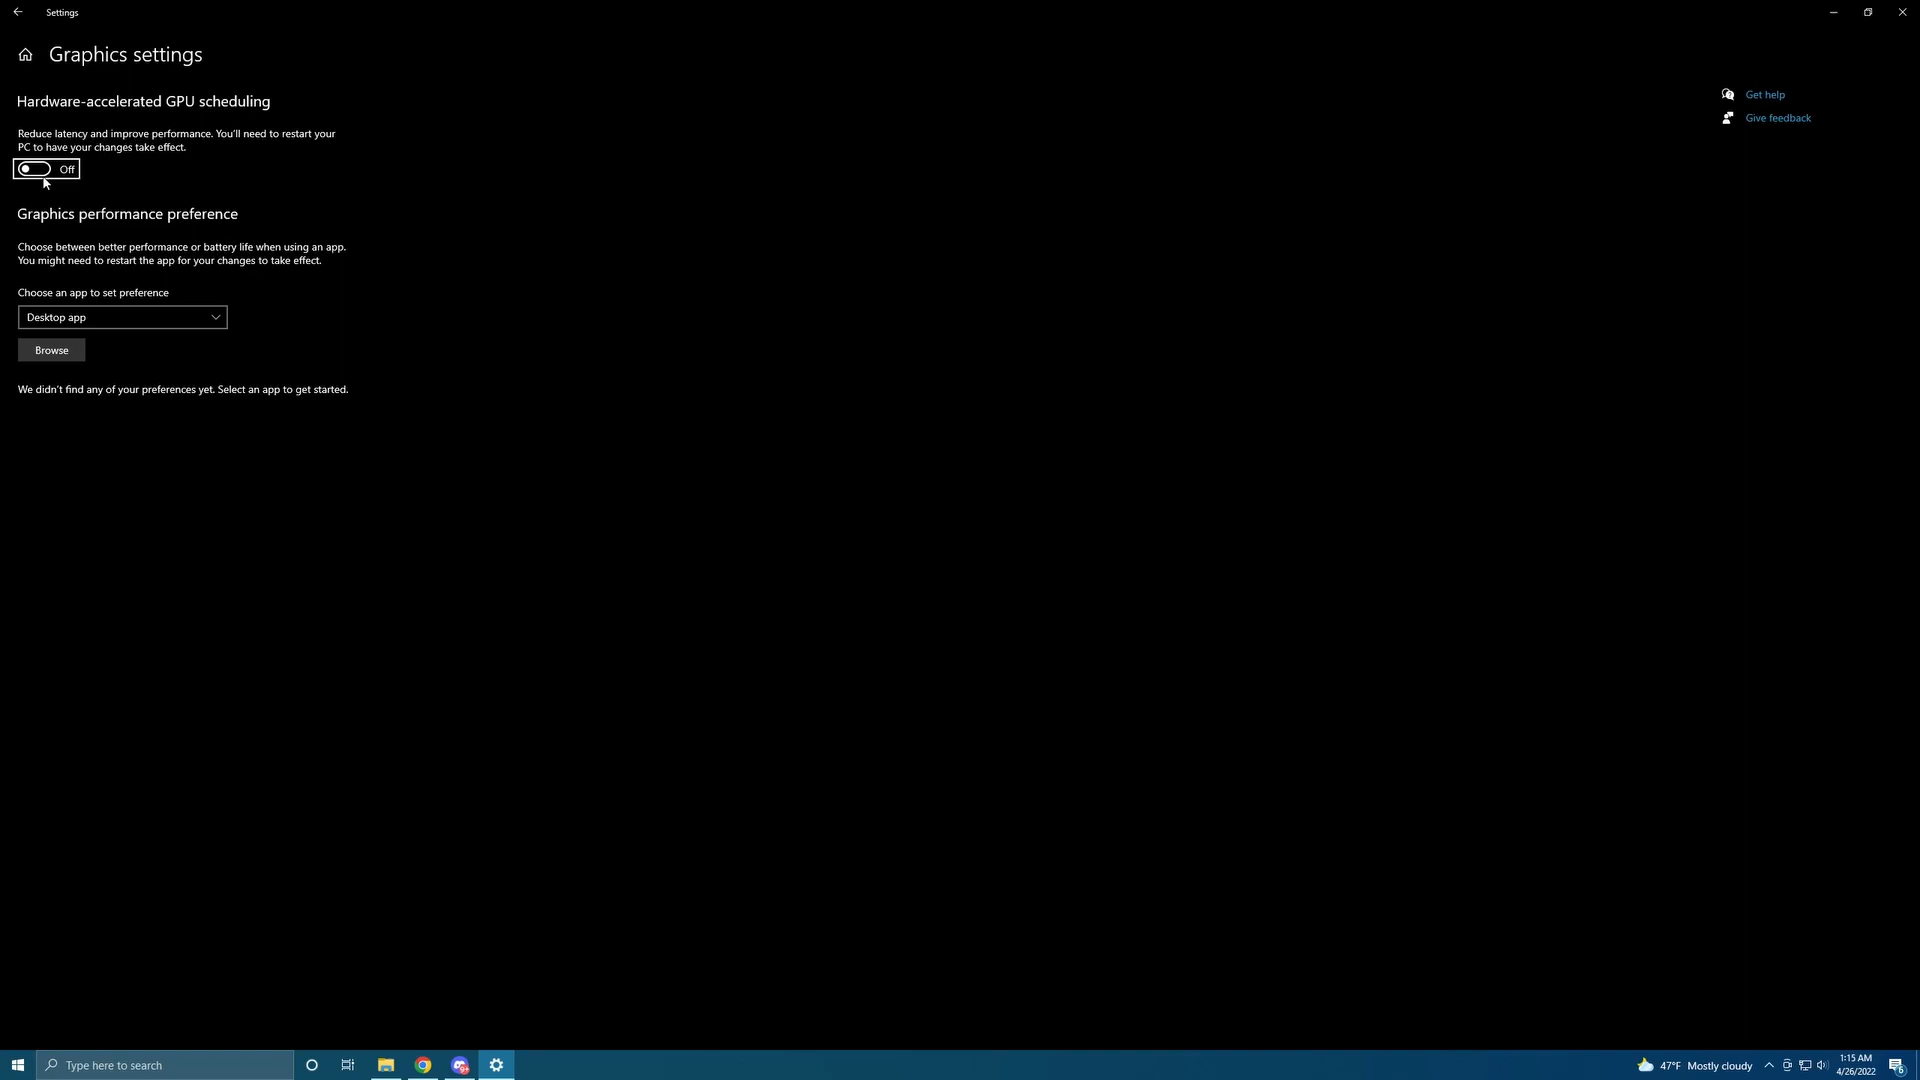 Settings
Graphics settings
Hardware-accelerated GPU scheduling
Reduce latency and improve performance. You'll need to restart your
PC to have your changes take effect.
Off
Graphics performance preference
Choose between better performance or battery life when using an app.
You might need to restart the app for your changes to take effect.
Choose an app to set preference
Desktop app
Browse
We didn't find any of your preferences yet. Select an app to get started.
Get help
Give feedback
Type here to search
9+
47°F Mostly cloudy
1:15 AM
4/26/2022
6